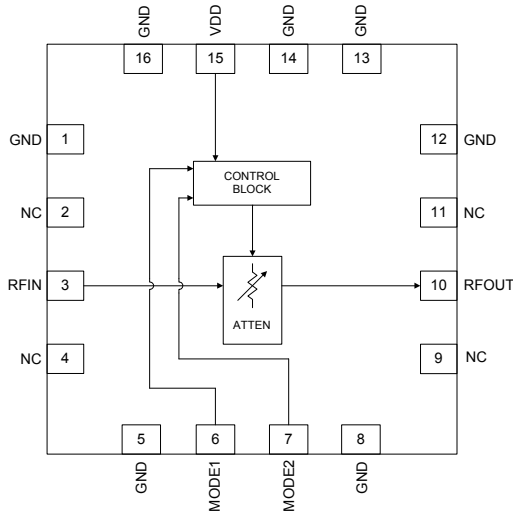 GND
VDD
GND
GND
16
15
14
13
GND 1
12 GND
CONTROL
BLOCK
NC 2
11 NC
RFIN 3
10 RFOUT
ATTEN
NC 4
9 NC
5
6
7
8
GND
MODE1
MODE2
GND